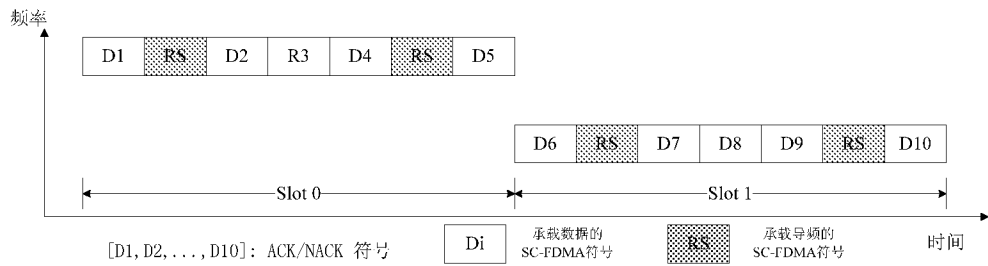 频率
D1 RS D2 R3 D4 RS D5
D6 RS D7 D8 D9 RS D10
Slot 0 Slot 1
[D1,D2,...,D10]: ACK/NACK 符号 Di 承载数据的 SC-FDMA符号 RS 承载导频的 SC-FDMA符号 时间